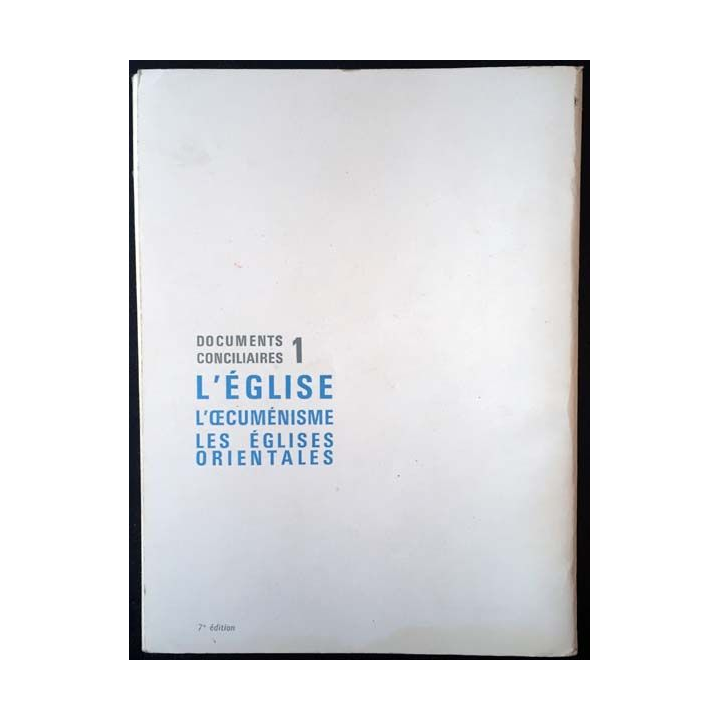 DOCUMENTS
CONCILIAIRES 1
L'ÉGLISE
L'ŒCUMÉNISME
LES ÉGLISES
ORIENTALES
7e édition